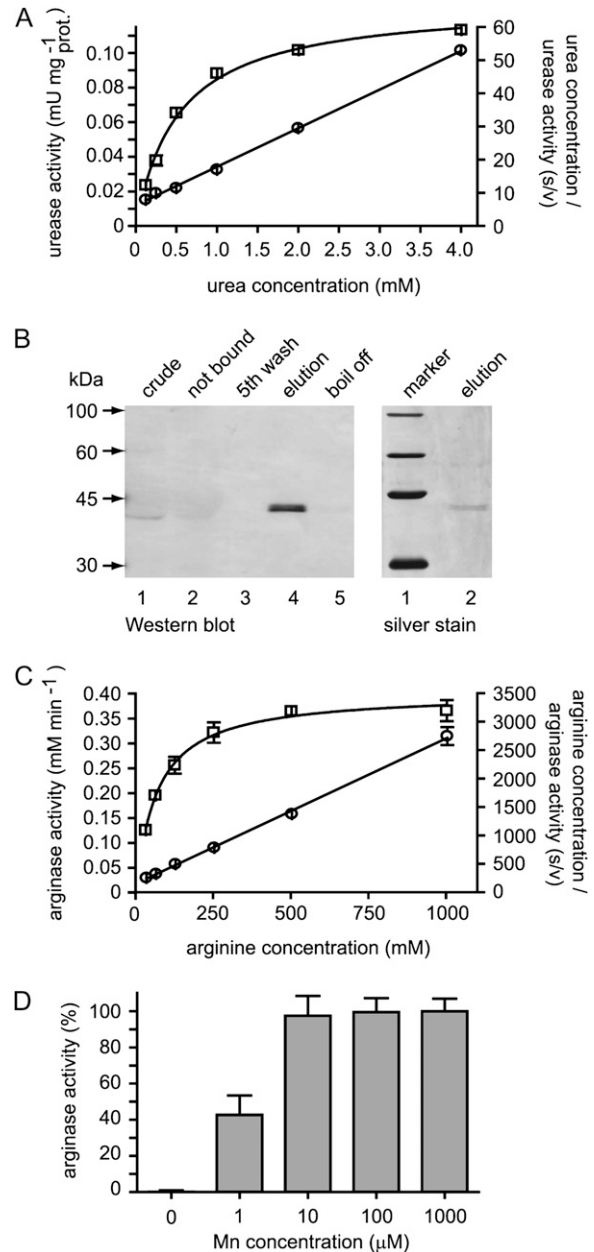 A
urease activity (mU mg⁻¹ prot.)
0.10
0.08
0.06
0.04
0.02
0
60
50
40
30
20
10
0
urea concentration /
urease activity (s/v)
0.0 0.5 1.0 1.5 2.0 2.5 3.0 3.5 4.0
urea concentration (mM)
B
kDa
crude
not bound
5th wash
elution
boil off
marker
elution
100
60
45
30
1 2 3 4 5
1 2
Western blot
silver stain
C
arginase activity (mM min⁻¹)
0.40
0.35
0.30
0.25
0.20
0.15
0.10
0.05
0
3500
3000
2500
2000
1500
1000
500
0
arginine concentration /
arginase activity (s/v)
0 250 500 750 1000
arginine concentration (mM)
D
arginase activity (%)
100
80
60
40
20
0
0 1 10 100 1000
Mn concentration (μM)